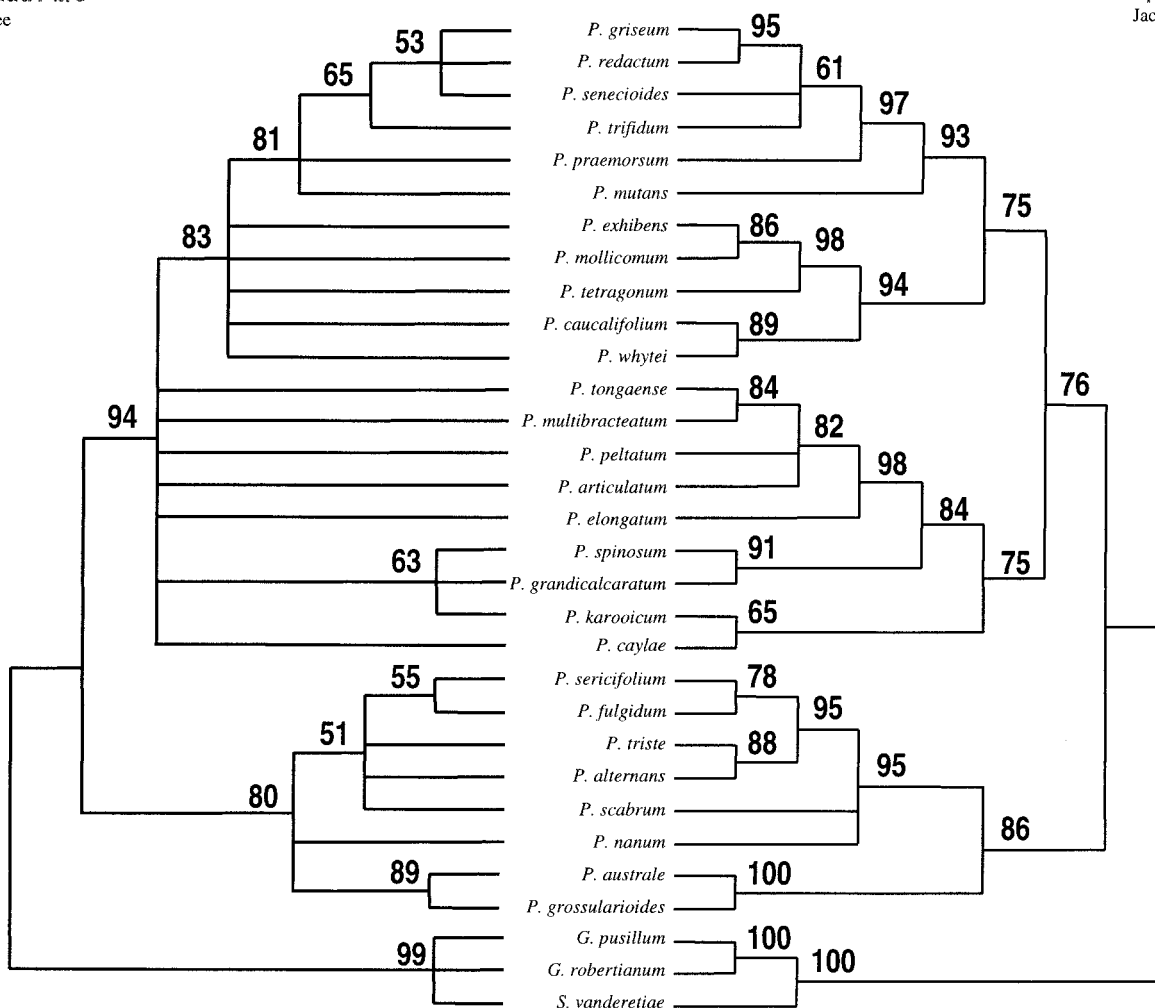 Jac
53 P. griseum 95
P. redactum
65 P. senecioides 61
P. trifidum 97
81 P. praemorsum 93
P. mutans
75
P. exhibens 86
83 P. mollicomum 98
P. tetragonum 94
P. caucalifolium 89
P. whytei
P. tongaense 84 76
94 P. multibracteatum 82
P. peltatum 98
P. articulatum
P. elongatum 84
63 P. spinosum 91 75
P. grandicalcaratum
P. karooicum 65
P. caylae
55 P. sericifolium 78
P. fulgidum 95
51 P. triste 88
P. alternans 95
80 P. scabrum
P. nanum 86
89 P. australe 100
P. grossularioides
G. pusillum 100
99 G. robertianum 100
S. vanderetiae